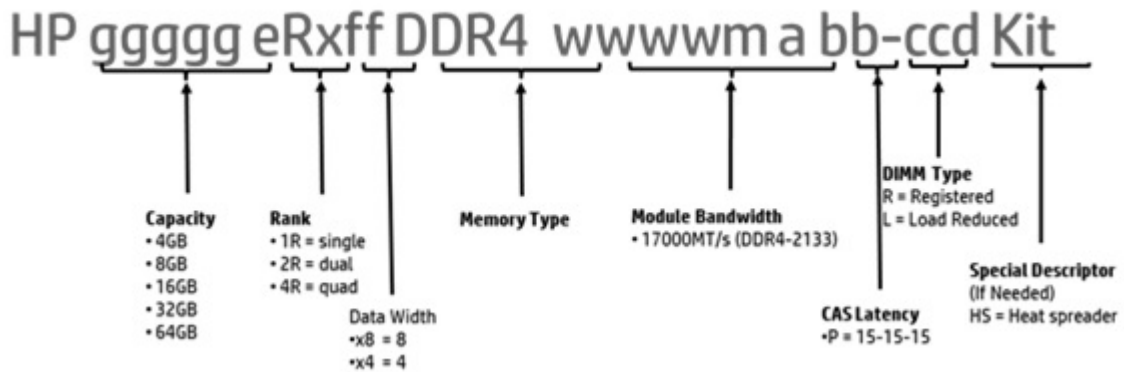 HP ggggg eRxff DDR4 wwwwm a bb-ccd Kit
Capacity
• 4GB
• 8GB
• 16GB
• 32GB
• 64GB
Rank
• 1R = single
• 2R = dual
• 4R = quad
Data Width
•x8 = 8
•x4 = 4
Memory Type
Module Bandwidth
• 17000MT/s (DDR4-2133)
CAS Latency
•P = 15-15-15
DIMM Type
R = Registered
L = Load Reduced
Special Descriptor
(If Needed)
HS = Heat spreader